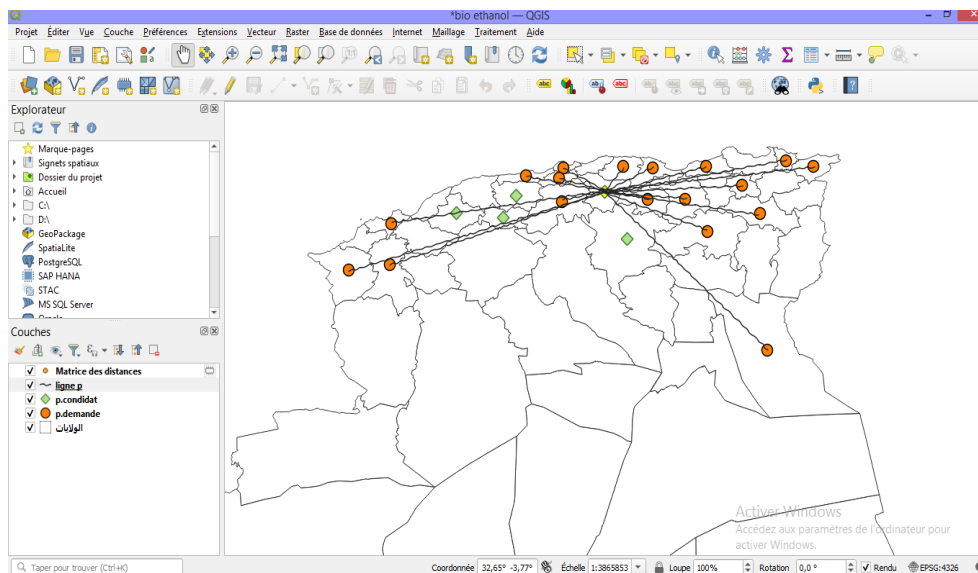 *bio ethanol — QGIS
Projet Éditer Vue Couche Préférences Extensions Vecteur Raster Base de données Internet Maillage Traitement Aide
Explorateur
Marque-pages
Signets spatiaux
Dossier du projet
Accueil
C:\
D:\
GeoPackage
SpatiaLite
PostgreSQL
SAP HANA
STAC
MS SQL Server
Couches
Matrice des distances
ligne p
p.condidat
p.demande
الولايات
Activer Windows
Accédez aux paramètres de l'ordinateur pour
activer Windows.
Taper pour trouver (Ctrl+K)
Coordonnée 32,65° -3,77° Échelle 1:3865853 Loupe 100% Rotation 0,0 ° Rendu EPSG:4326